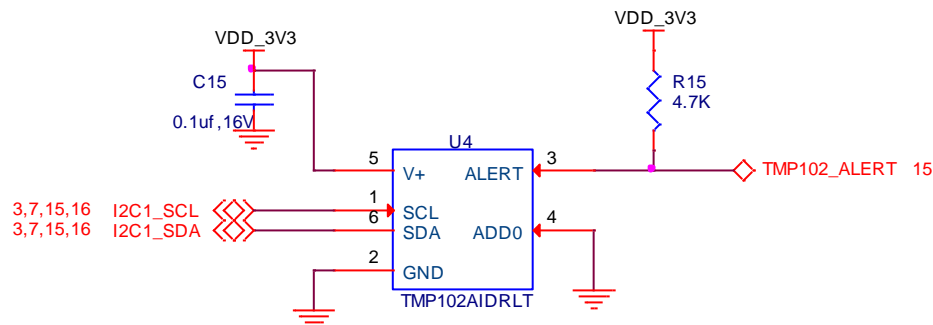 VDD_3V3
VDD_3V3
C15
R15
4.7K
0.1uf,16V
U4
5
V+
ALERT
3
TMP102_ALERT 15
3,7,15,16 I2C1_SCL
1
SCL
3,7,15,16 I2C1_SDA
6
SDA
ADD0
4
2
GND
TMP102AIDRLT